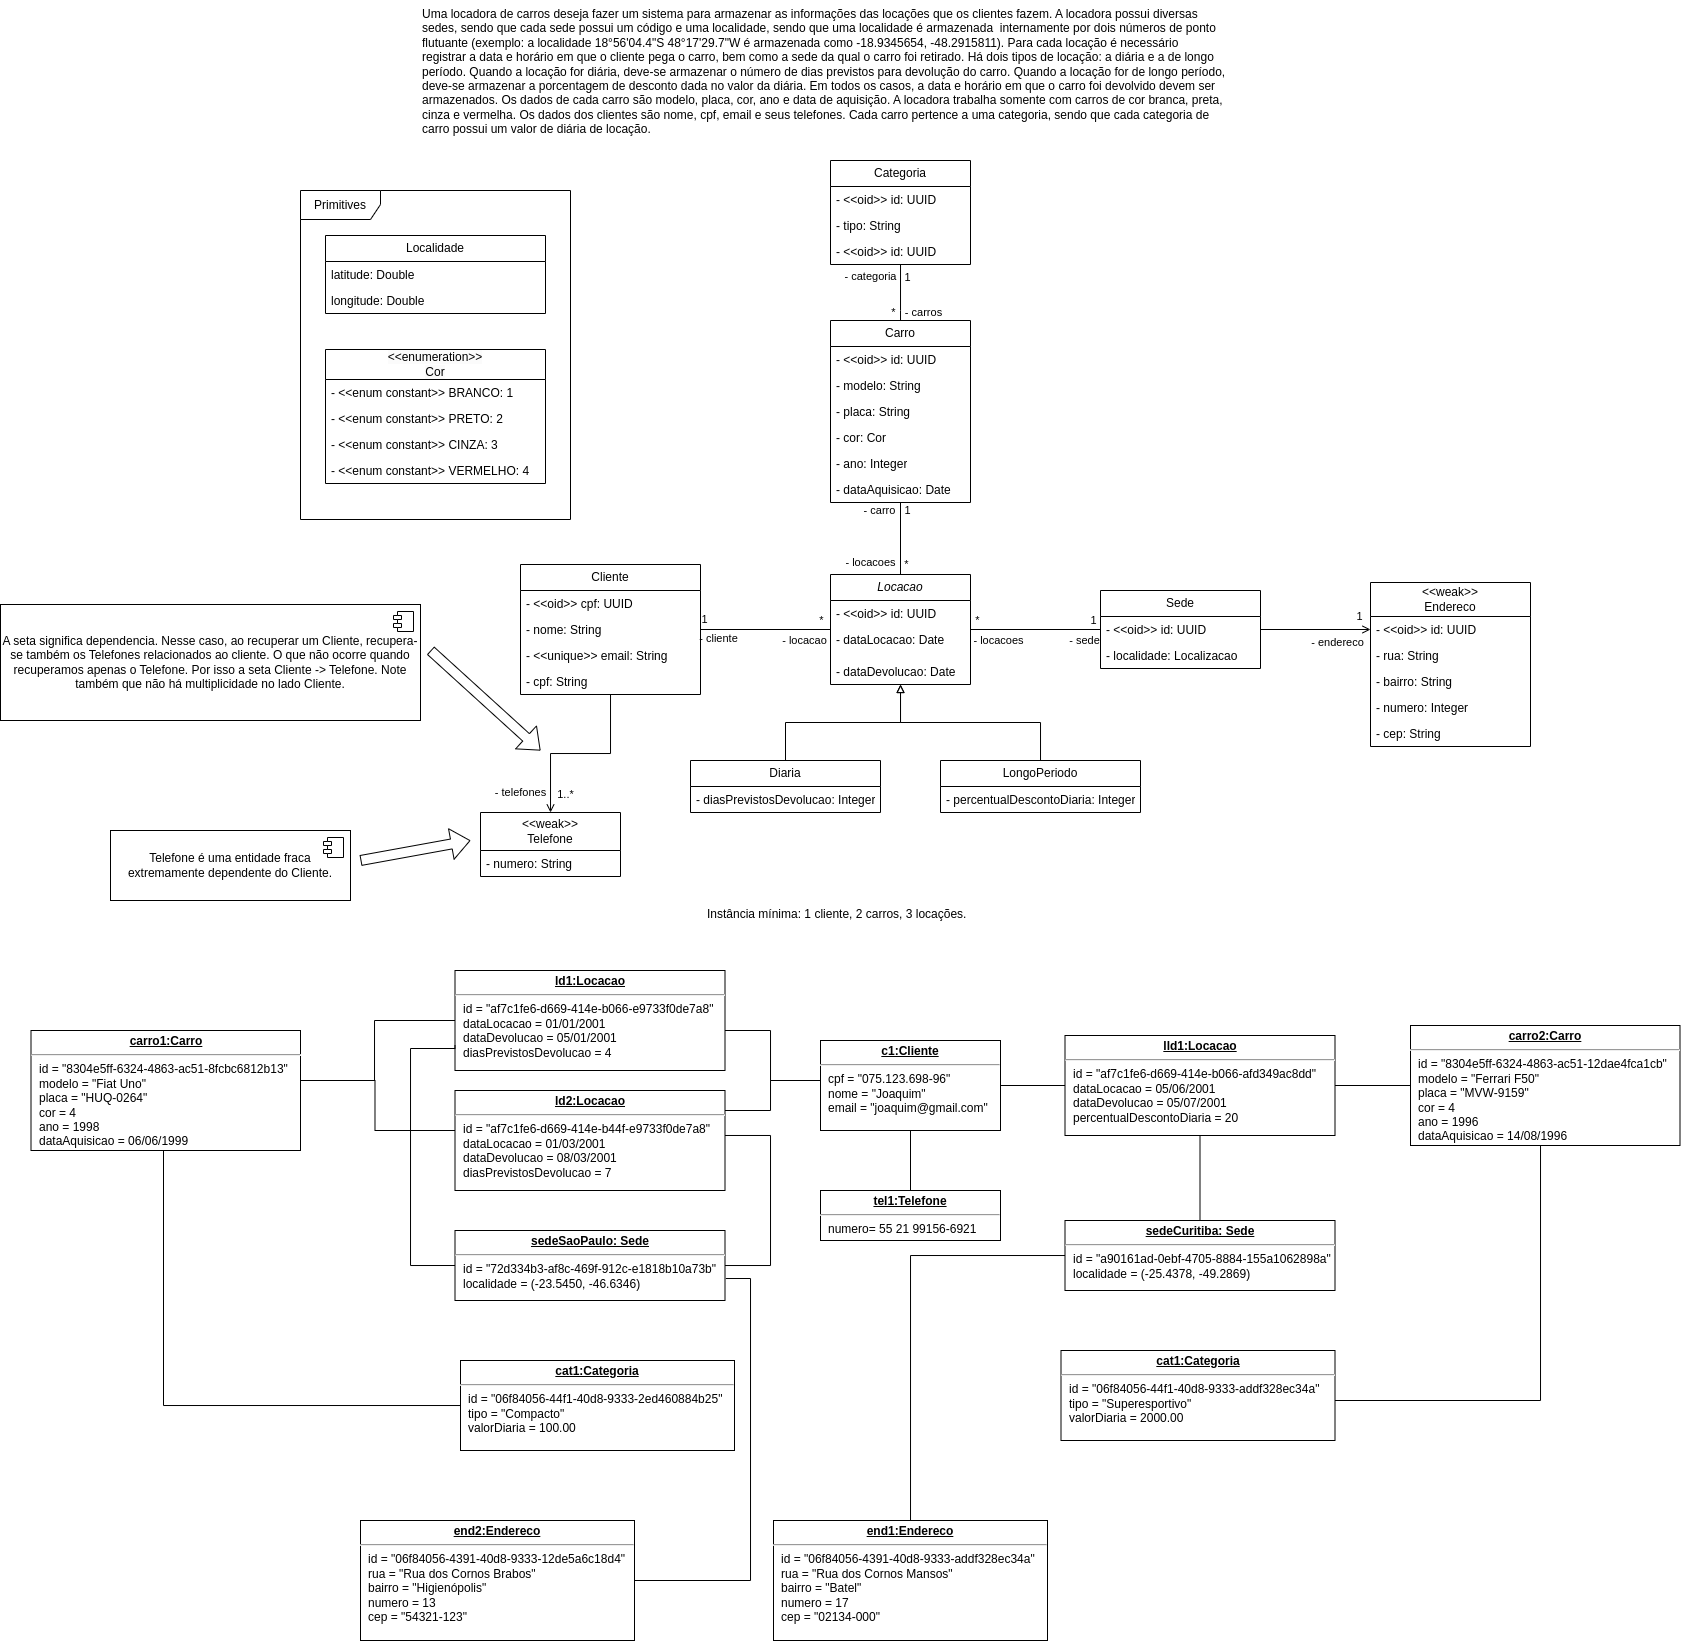 Uma locadora de carros deseja fazer um sistema para armazenar as informações das locações que os clientes fazem. A locadora possui diversas
sedes, sendo que cada sede possui um código e uma localidade, sendo que uma localidade é armazenada  internamente por dois números de ponto
flutuante (exemplo: a localidade 18°56'04.4"S 48°17'29.7"W é armazenada como -18.9345654, -48.2915811). Para cada locação é necessário
registrar a data e horário em que o cliente pega o carro, bem como a sede da qual o carro foi retirado. Há dois tipos de locação: a diária e a de longo
período. Quando a locação for diária, deve-se armazenar o número de dias previstos para devolução do carro. Quando a locação for de longo período,
deve-se armazenar a porcentagem de desconto dada no valor da diária. Em todos os casos, a data e horário em que o carro foi devolvido devem ser
armazenados. Os dados de cada carro são modelo, placa, cor, ano e data de aquisição. A locadora trabalha somente com carros de cor branca, preta,
cinza e vermelha. Os dados dos clientes são nome, cpf, email e seus telefones. Cada carro pertence a uma categoria, sendo que cada categoria de
carro possui um valor de diária de locação.
Primitives
Localidade
latitude: Double
longitude: Double
<<enumeration>>
Cor
- <<enum constant>> BRANCO: 1
- <<enum constant>> PRETO: 2
- <<enum constant>> CINZA: 3
- <<enum constant>> VERMELHO: 4
Categoria
- <<oid>> id: UUID
- tipo: String
- <<oid>> id: UUID
- categoria
1
*
- carros
Carro
- <<oid>> id: UUID
- modelo: String
- placa: String
- cor: Cor
- ano: Integer
- dataAquisicao: Date
- carro
1
- locacoes
*
Cliente
- <<oid>> cpf: UUID
- nome: String
- <<unique>> email: String
- cpf: String
1
- cliente
*
- locacao
Locacao
- <<oid>> id: UUID
- dataLocacao: Date
- dataDevolucao: Date
*
- locacoes
1
- sede
Sede
- <<oid>> id: UUID
- localidade: Localizacao
1
- endereco
<<weak>>
Endereco
- <<oid>> id: UUID
- rua: String
- bairro: String
- numero: Integer
- cep: String
A seta significa dependencia. Nesse caso, ao recuperar um Cliente, recupera-
se também os Telefones relacionados ao cliente. O que não ocorre quando
recuperamos apenas o Telefone. Por isso a seta Cliente -> Telefone. Note
também que não há multiplicidade no lado Cliente.
Diaria
- diasPrevistosDevolucao: Integer
LongoPeriodo
- percentualDescontoDiaria: Integer
- telefones
1..*
<<weak>>
Telefone
- numero: String
Telefone é uma entidade fraca
extremamente dependente do Cliente.
Instância mínima: 1 cliente, 2 carros, 3 locações.
carro1:Carro
id = "8304e5ff-6324-4863-ac51-8fcbc6812b13"
modelo = "Fiat Uno"
placa = "HUQ-0264"
cor = 4
ano = 1998
dataAquisicao = 06/06/1999
ld1:Locacao
id = "af7c1fe6-d669-414e-b066-e9733f0de7a8"
dataLocacao = 01/01/2001
dataDevolucao = 05/01/2001
diasPrevistosDevolucao = 4
ld2:Locacao
id = "af7c1fe6-d669-414e-b44f-e9733f0de7a8"
dataLocacao = 01/03/2001
dataDevolucao = 08/03/2001
diasPrevistosDevolucao = 7
c1:Cliente
cpf = "075.123.698-96"
nome = "Joaquim"
email = "joaquim@gmail.com"
lld1:Locacao
id = "af7c1fe6-d669-414e-b066-afd349ac8dd"
dataLocacao = 05/06/2001
dataDevolucao = 05/07/2001
percentualDescontoDiaria = 20
carro2:Carro
id = "8304e5ff-6324-4863-ac51-12dae4fca1cb"
modelo = "Ferrari F50"
placa = "MVW-9159"
cor = 4
ano = 1996
dataAquisicao = 14/08/1996
tel1:Telefone
numero= 55 21 99156-6921
sedeSaoPaulo: Sede
id = "72d334b3-af8c-469f-912c-e1818b10a73b"
localidade = (-23.5450, -46.6346)
sedeCuritiba: Sede
id = "a90161ad-0ebf-4705-8884-155a1062898a"
localidade = (-25.4378, -49.2869)
cat1:Categoria
id = "06f84056-44f1-40d8-9333-2ed460884b25"
tipo = "Compacto"
valorDiaria = 100.00
cat1:Categoria
id = "06f84056-44f1-40d8-9333-addf328ec34a"
tipo = "Superesportivo"
valorDiaria = 2000.00
end2:Endereco
id = "06f84056-4391-40d8-9333-12de5a6c18d4"
rua = "Rua dos Cornos Brabos"
bairro = "Higienópolis"
numero = 13
cep = "54321-123"
end1:Endereco
id = "06f84056-4391-40d8-9333-addf328ec34a"
rua = "Rua dos Cornos Mansos"
bairro = "Batel"
numero = 17
cep = "02134-000"